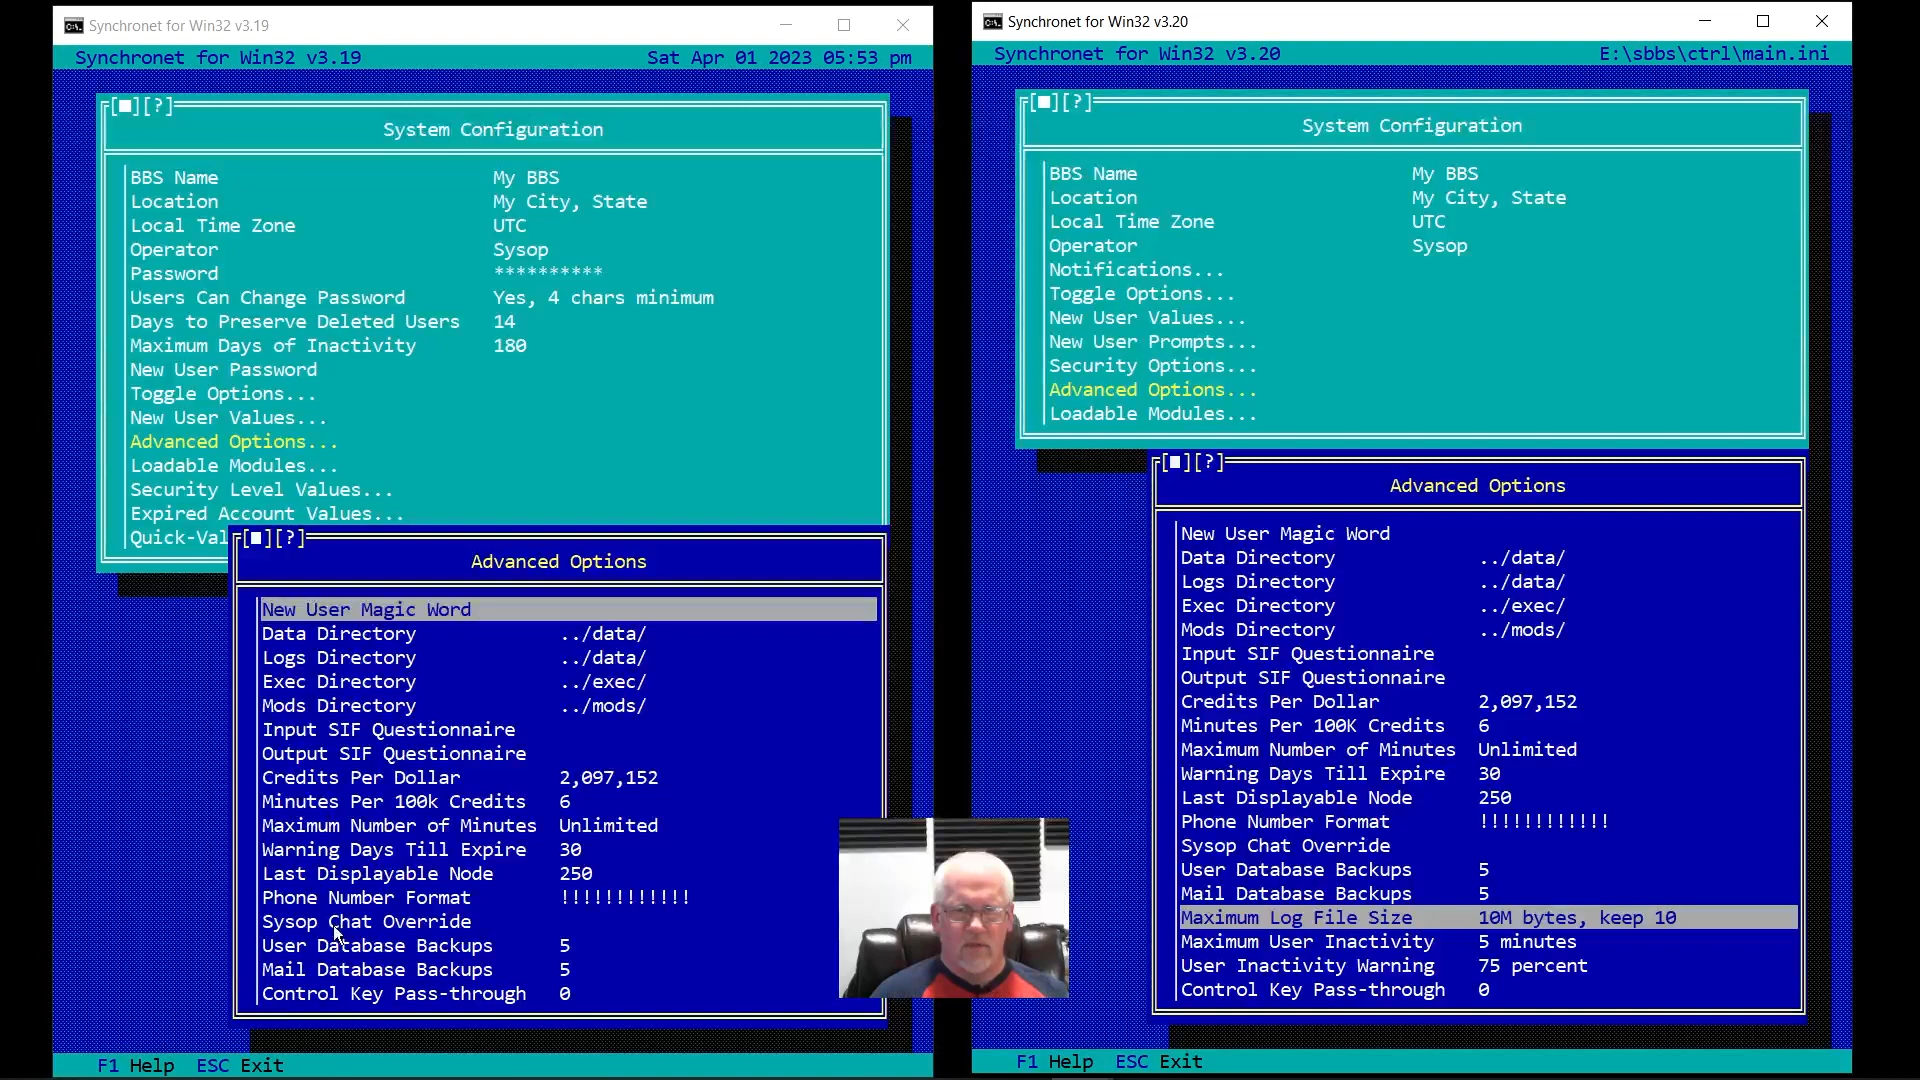 Synchronet for Win32 v3.19
Synchronet for Win32 v3.19 Sat Apr 01 2023 05:53 pm
[■][?]
System Configuration
BBS Name My BBS
Location My City, State
Local Time Zone UTC
Operator Sysop
Password **********
Users Can Change Password Yes, 4 chars minimum
Days to Preserve Deleted Users 14
Maximum Days of Inactivity 180
New User Password
Toggle Options...
New User Values...
Advanced Options...
Loadable Modules...
Security Level Values...
Expired Account Values...
Quick-Val
[■][?]
Advanced Options
New User Magic Word
Data Directory ../data/
Logs Directory ../data/
Exec Directory ../exec/
Mods Directory ../mods/
Input SIF Questionnaire
Output SIF Questionnaire
Credits Per Dollar 2,097,152
Minutes Per 100k Credits 6
Maximum Number of Minutes Unlimited
Warning Days Till Expire 30
Last Displayable Node 250
Phone Number Format !!!!!!!!!!!!
Sysop Chat Override
User Database Backups 5
Mail Database Backups 5
Control Key Pass-through 0
F1 Help ESC Exit
Synchronet for Win32 v3.20
Synchronet for Win32 v3.20 E:\sbbs\ctrl\main.ini
[■][?]
System Configuration
BBS Name My BBS
Location My City, State
Local Time Zone UTC
Operator Sysop
Notifications...
Toggle Options...
New User Values...
New User Prompts...
Security Options...
Advanced Options...
Loadable Modules...
[■][?]
Advanced Options
New User Magic Word
Data Directory ../data/
Logs Directory ../data/
Exec Directory ../exec/
Mods Directory ../mods/
Input SIF Questionnaire
Output SIF Questionnaire
Credits Per Dollar 2,097,152
Minutes Per 100K Credits 6
Maximum Number of Minutes Unlimited
Warning Days Till Expire 30
Last Displayable Node 250
Phone Number Format !!!!!!!!!!!!
Sysop Chat Override
User Database Backups 5
Mail Database Backups 5
Maximum Log File Size 10M bytes, keep 10
Maximum User Inactivity 5 minutes
User Inactivity Warning 75 percent
Control Key Pass-through 0
F1 Help ESC Exit